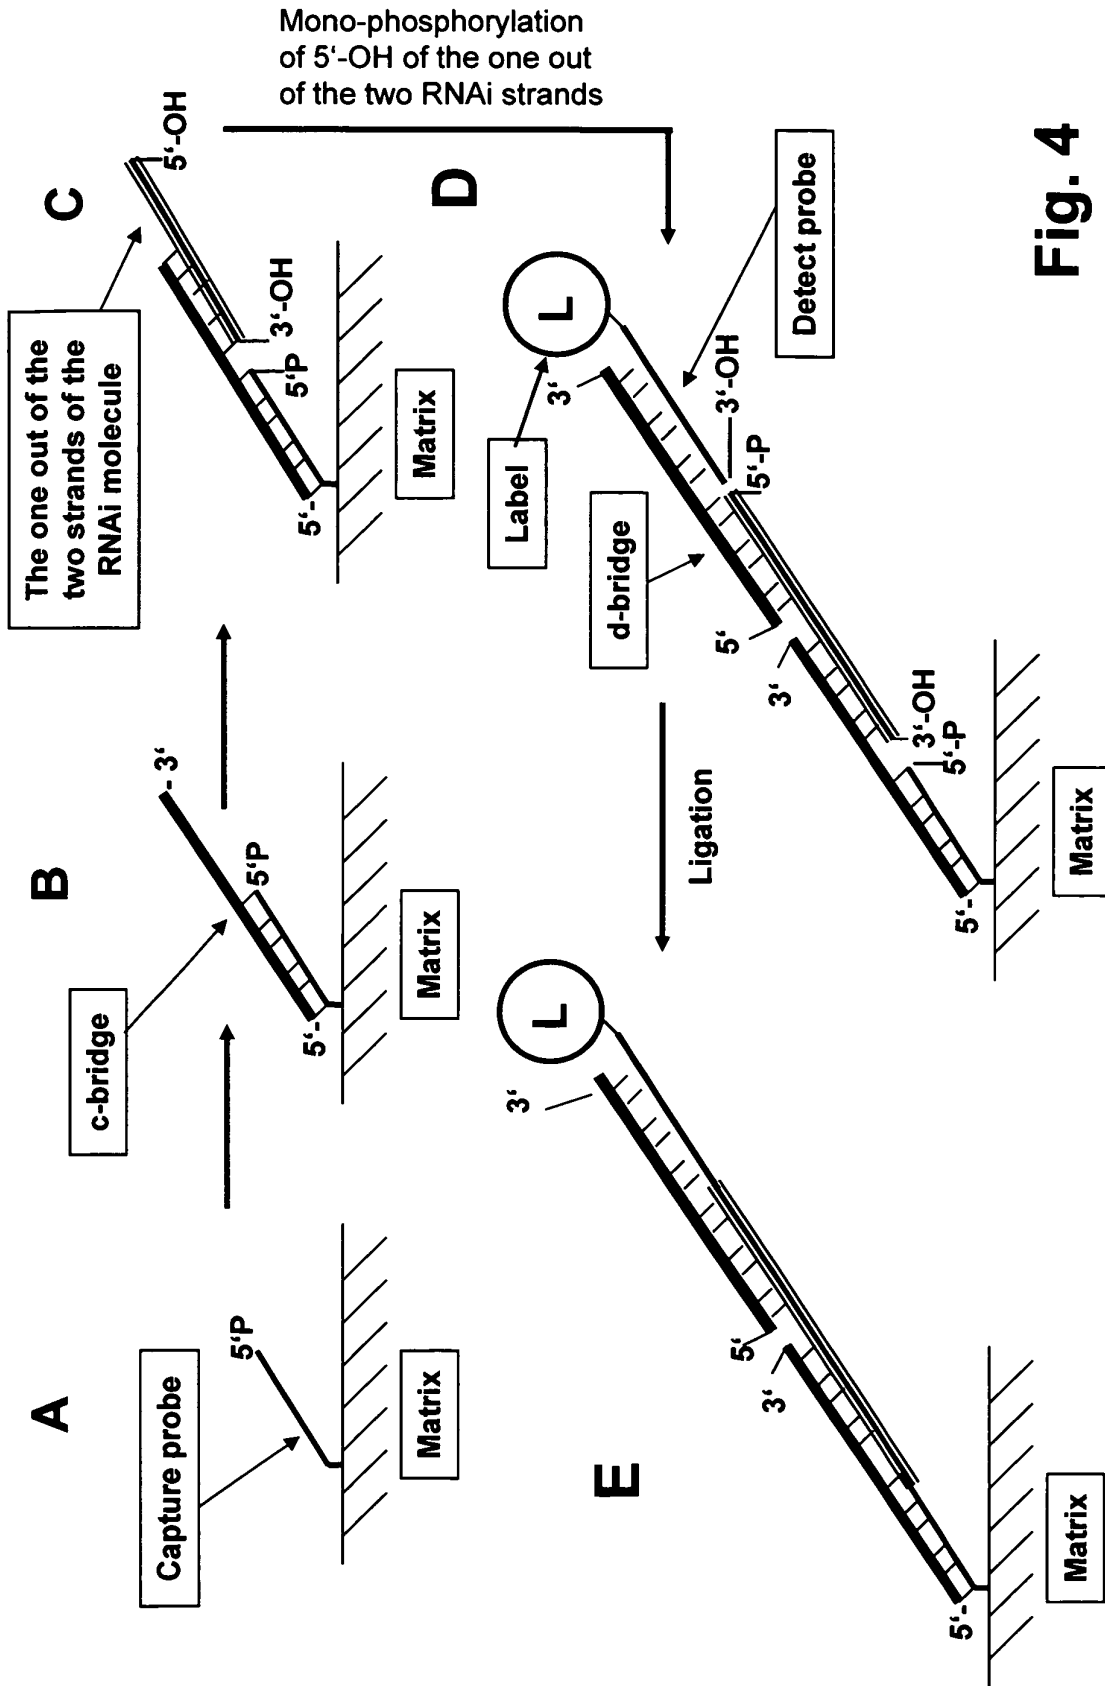 A
Capture probe
5‘P
Matrix
B
c-bridge
- 3‘
5‘P
5‘-
Matrix
C
The one out of the
two strands of the
RNAi molecule
5‘-OH
3‘-OH
5‘P
5‘-
Matrix
Mono-phosphorylation
of 5‘-OH of the one out
of the two RNAi strands
D
L
Label
3‘
Detect probe
d-bridge
3‘-OH
5‘-P
5‘
3‘
3‘-OH
5‘-P
5‘-
Matrix
Ligation
E
L
3‘
5‘
3‘
5‘-
Matrix
Fig. 4